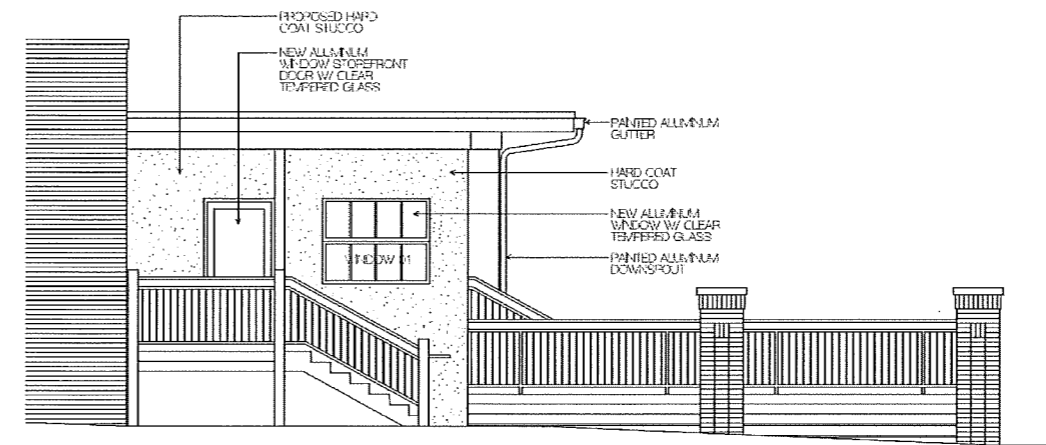 PROPOSED HARD
COAT STUCCO
NEW ALUMINUM
WINDOW STOREFRONT
DOOR W/ CLEAR
TEMPERED GLASS
PAINTED ALUMINUM
GUTTER
HARD COAT
STUCCO
NEW ALUMINUM
WINDOW W/ CLEAR
TEMPERED GLASS
PAINTED ALUMINUM
DOWNSPOUT
WINDOW 01